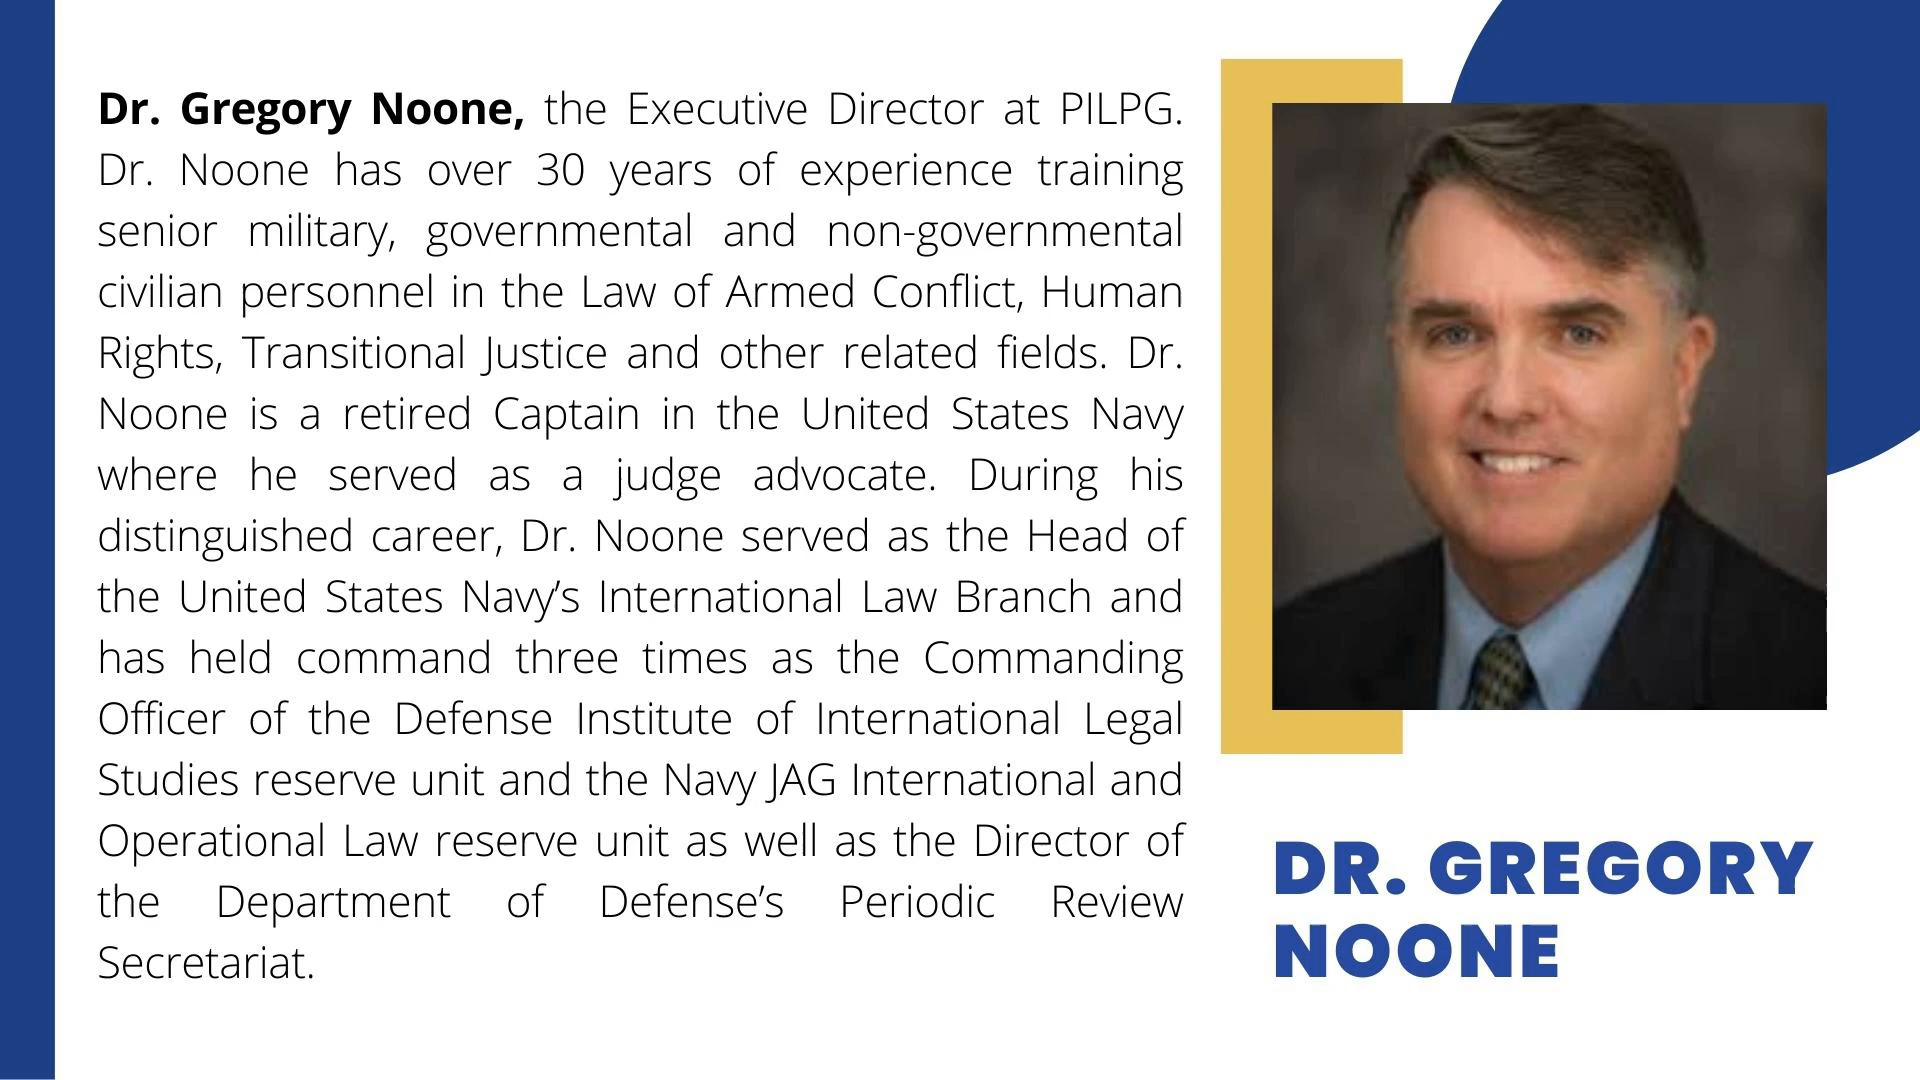 Dr. Gregory Noone, the Executive Director at PILPG.
Dr. Noone has over 30 years of experience training
senior military, governmental and non-governmental
civilian personnel in the Law of Armed Conflict, Human
Rights, Transitional Justice and other related fields. Dr.
Noone is a retired Captain in the United States Navy
where he served as a judge advocate. During his
distinguished career, Dr. Noone served as the Head of
the United States Navy’s International Law Branch and
has held command three times as the Commanding
Officer of the Defense Institute of International Legal
Studies reserve unit and the Navy JAG International and
Operational Law reserve unit as well as the Director of
the Department of Defense’s Periodic Review
Secretariat.
DR. GREGORY
NOONE